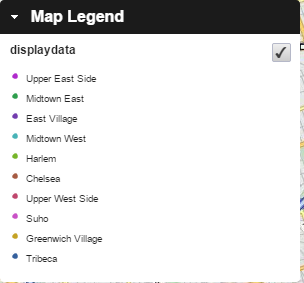 Map Legend
displaydata
Upper East Side
Midtown East
East Village
Midtown West
Harlem
Chelsea
Upper West Side
Suho
Greenwich Village
Tribeca